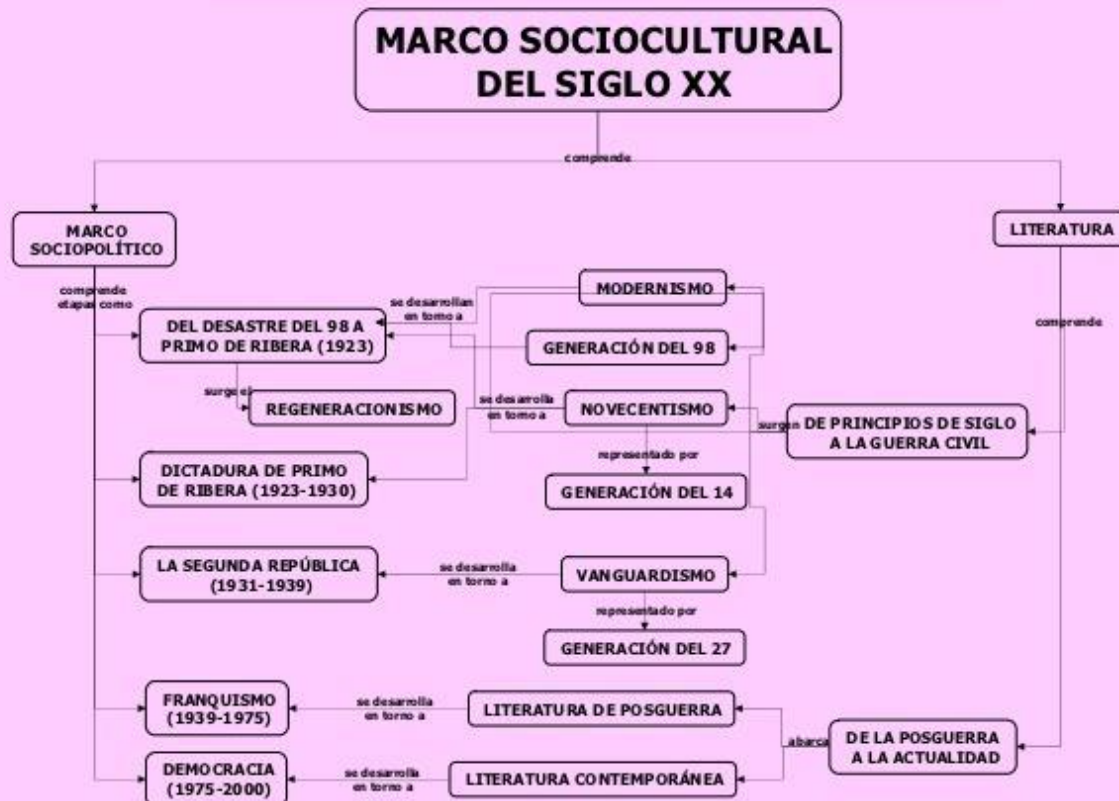 MARCO SOCIOCULTURAL
DEL SIGLO XX
comprende
MARCO
SOCIOPOLÍTICO
LITERATURA
comprende
etapas como
comprende
MODERNISMO
se desarrollan
en torno a
DEL DESASTRE DEL 98 A
PRIMO DE RIBERA (1923)
GENERACIÓN DEL 98
surge el
REGENERACIONISMO
se desarrolla
en torno a
NOVECENTISMO
surgen
DE PRINCIPIOS DE SIGLO
A LA GUERRA CIVIL
representado por
DICTADURA DE PRIMO
DE RIBERA (1923-1930)
GENERACIÓN DEL 14
LA SEGUNDA REPÚBLICA
(1931-1939)
se desarrolla
en torno a
VANGUARDISMO
representado por
GENERACIÓN DEL 27
FRANQUISMO
(1939-1975)
se desarrolla
en torno a
LITERATURA DE POSGUERRA
abarca
DE LA POSGUERRA
A LA ACTUALIDAD
DEMOCRACIA
(1975-2000)
se desarrolla
en torno a
LITERATURA CONTEMPORÁNEA